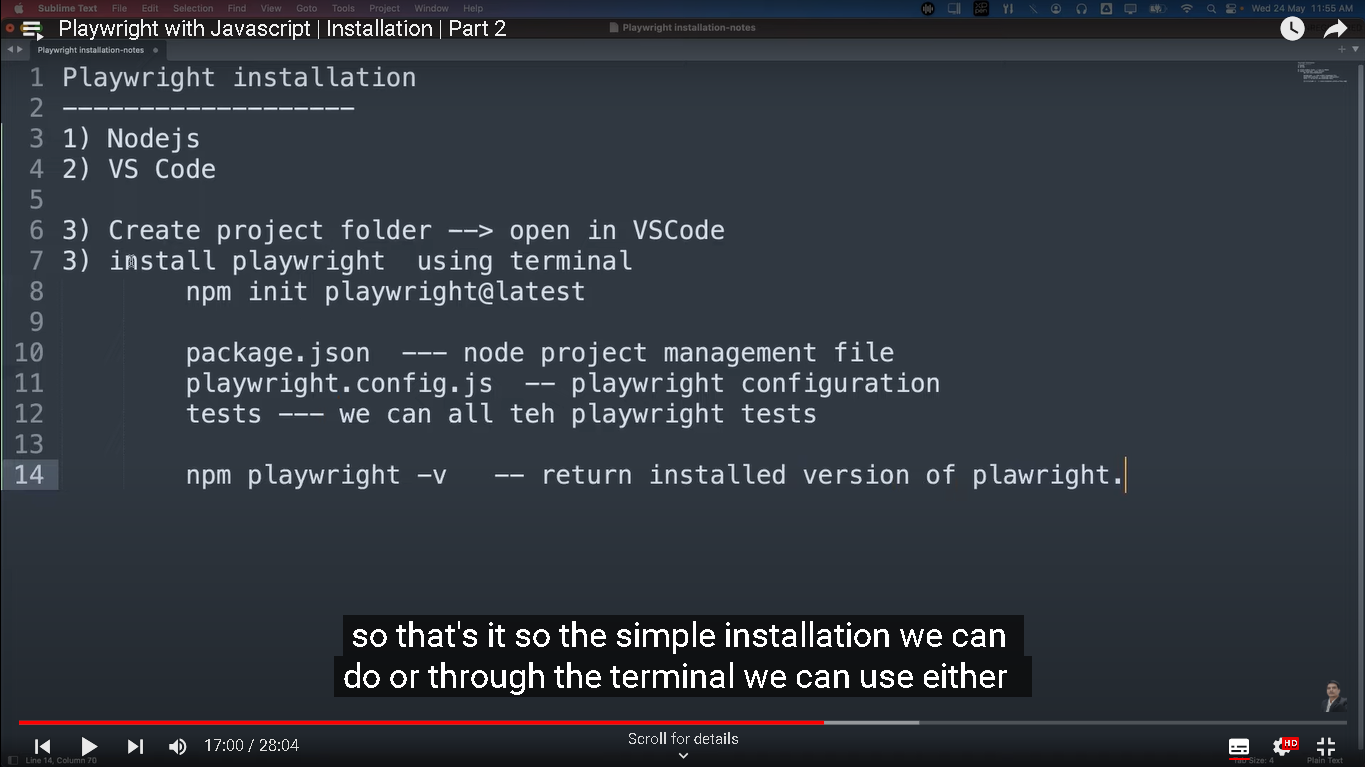 Sublime Text File Edit Selection Find View Goto Tools Project Window Help Wed 24 May 11:55 AM
Playwright with Javascript | Installation | Part 2
Playwright installation-notes
Playwright installation-notes
1 Playwright installation
2 -------------------
3 1) Nodejs
4 2) VS Code
5
6 3) Create project folder --> open in VSCode
7 3) install playwright using terminal
8 npm init playwright@latest
9
10 package.json --- node project management file
11 playwright.config.js -- playwright configuration
12 tests --- we can all teh playwright tests
13
14 npm playwright -v -- return installed version of plawright.
so that's it so the simple installation we can
do or through the terminal we can use either
17:00 / 28:04
Scroll for details
HD
Line 14, Column 70
Tab Size: 4
Plain Text